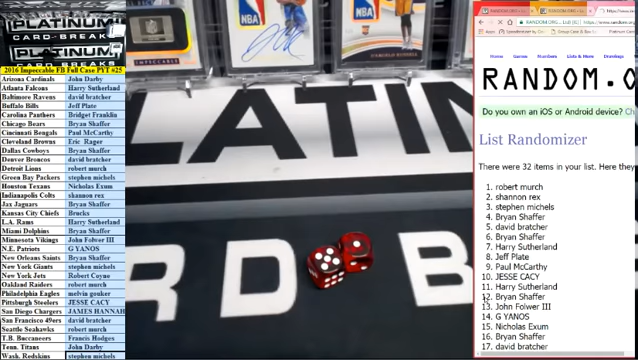 PLATINUM
CARD-BREAKS
PLATINUM
CARD-BREAKS
2016 Impeccable FB Full Case PYT #25
Arizona Cardinals John Darby
Atlanta Falcons Harry Sutherland
Baltimore Ravens david bratcher
Buffalo Bills Jeff Plate
Carolina Panthers Bridget Franklin
Chicago Bears Bryan Shaffer
Cincinnati Bengals Paul McCarthy
Cleveland Browns Eric Rager
Dallas Cowboys Bryan Shaffer
Denver Broncos david bratcher
Detroit Lions robert murch
Green Bay Packers stephen michels
Houston Texans Nicholas Exum
Indianapolis Colts shannon rex
Jax Jaguars Bryan Shaffer
Kansas City Chiefs Brucks
L.A. Rams Harry Sutherland
Miami Dolphins Bryan Shaffer
Minnesota Vikings John Folwer III
N.E. Patriots G YANOS
New Orleans Saints Bryan Shaffer
New York Giants stephen michels
New York Jets Robert Coyne
Oakland Raiders robert murch
Philadelphia Eagles melvin gouker
Pittsburgh Steelers JESSE CACY
San Diego Chargers JAMES HANNAH
San Francisco 49ers david bratcher
Seattle Seahawks robert murch
T.B. Buccaneers Francis Hodges
Tenn. Titans John Darby
Wash. Redskins stephen michels
NBA
NBA
PLATIN
RD B
RANDOM.O
Home Games Numbers Lists & More Drawings
Do you own an iOS or Android device? Ch
List Randomizer
There were 32 items in your list. Here they
1. robert murch
2. shannon rex
3. stephen michels
4. Bryan Shaffer
5. david bratcher
6. Bryan Shaffer
7. Harry Sutherland
8. Jeff Plate
9. Paul McCarthy
10. JESSE CACY
11. Harry Sutherland
12. Bryan Shaffer
13. John Folwer III
14. G YANOS
15. Nicholas Exum
16. Bryan Shaffer
17. david bratcher